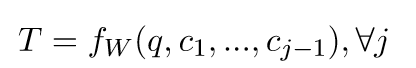 T = f_W(q, c_1, ..., c_{j−1}), ∀j